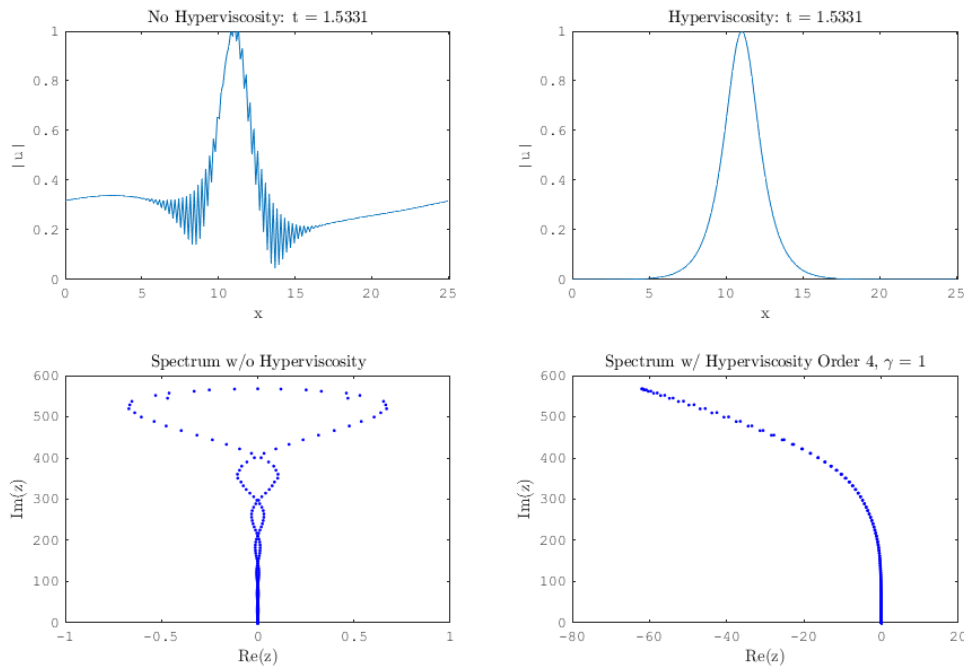 No Hyperviscosity: t = 1.5331
1
0.8
0.6
0.4
0.2
0
|u|
0 5 10 15 20 25
x
Hyperviscosity: t = 1.5331
1
0.8
0.6
0.4
0.2
0
|u|
0 5 10 15 20 25
x
Spectrum w/o Hyperviscosity
600
500
400
300
200
100
0
Im(z)
-1 -0.5 0 0.5 1
Re(z)
Spectrum w/ Hyperviscosity Order 4, γ = 1
600
500
400
300
200
100
0
Im(z)
-80 -60 -40 -20 0 20
Re(z)